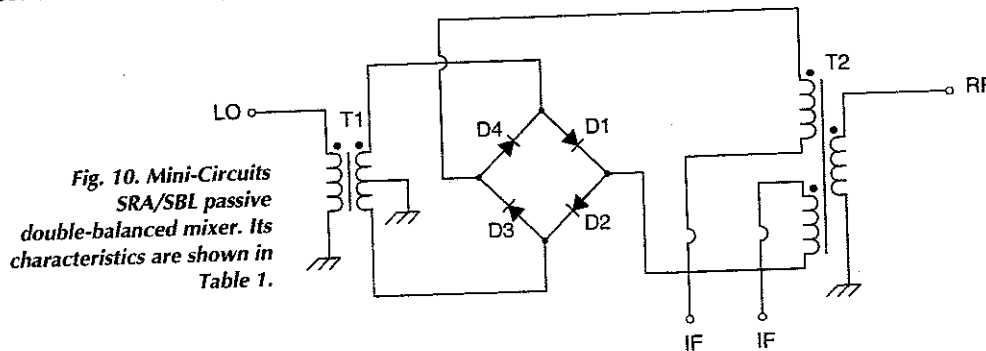 T2
RF
LO
T1
D4
D1
D3
D2
Fig. 10. Mini-Circuits
SRA/SBL passive
double-balanced mixer. Its
characteristics are shown in
Table 1.
IF
IF